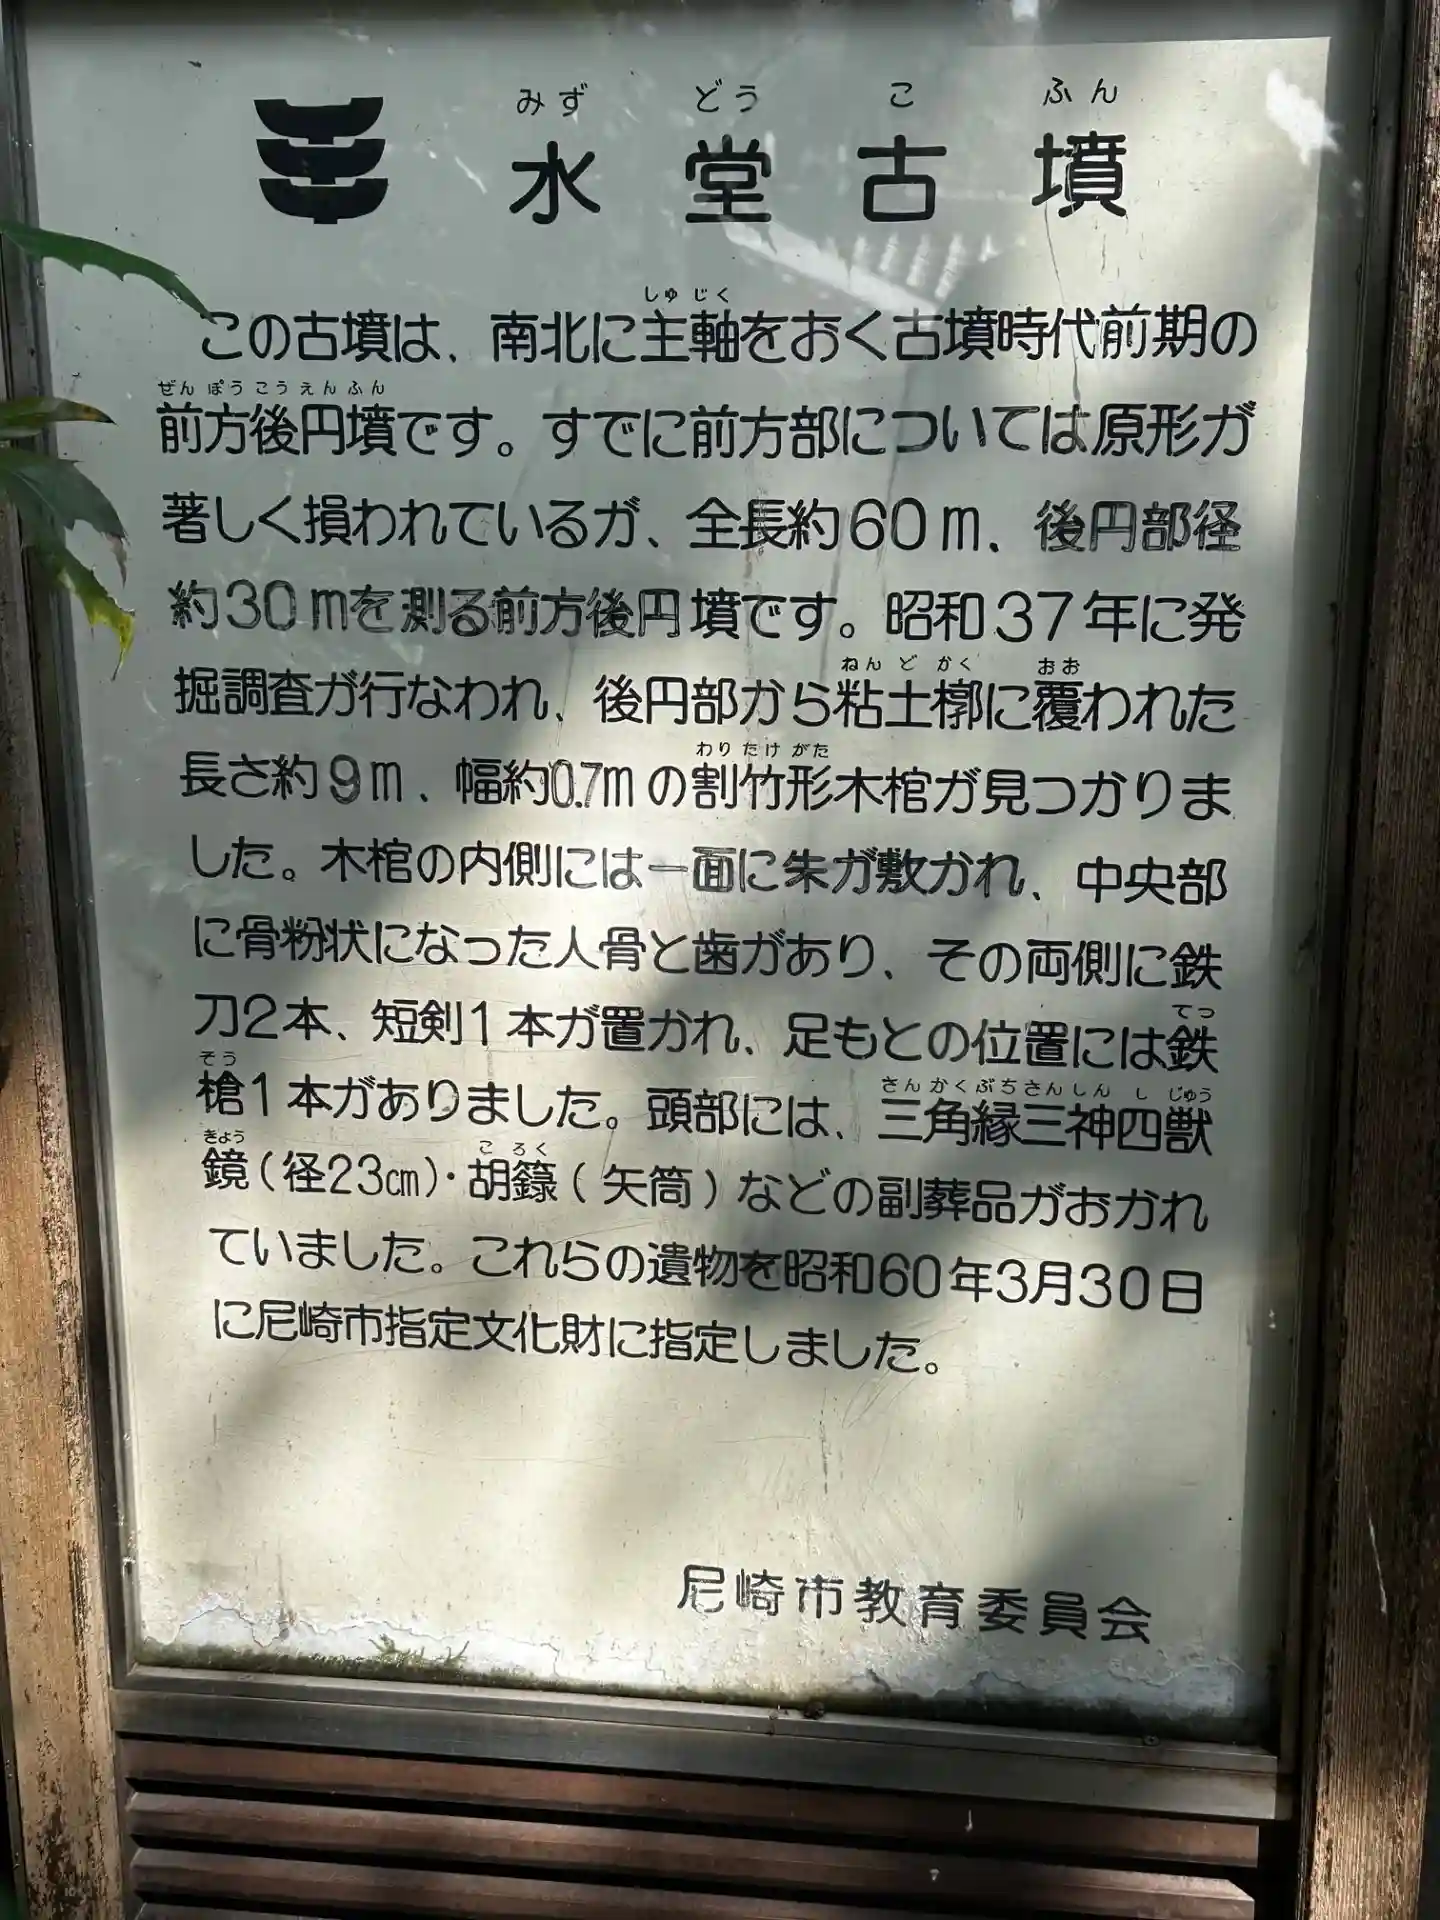 みずどうこふん
水堂古墳
しゅじく
この古墳は、南北に主軸をおく古墳時代前期の
ぜんぽうこうえんふん
前方後円墳です。すでに前方部については原形が
著しく損われているが、全長約60m、後円部径
約30mを測る前方後円墳です。昭和37年に発
ねんどかく おお
掘調査が行なわれ、後円部から粘土槨に覆われた
わりたけがた
長さ約9m、幅約0.7mの割竹形木棺が見つかりま
した。木棺の内側には一面に朱が敷かれ、中央部
に骨粉状になった人骨と歯があり、その両側に鉄
てつ
刀2本、短剣1本が置かれ、足もとの位置には鉄
そう さんかくぶちさんしんしじゅう
槍1本がありました。頭部には、三角縁三神四獣
きょう ころく
鏡(径23cm)・胡籙(矢筒)などの副葬品がおかれ
ていました。これらの遺物を昭和60年3月30日
に尼崎市指定文化財に指定しました。
尼崎市教育委員会